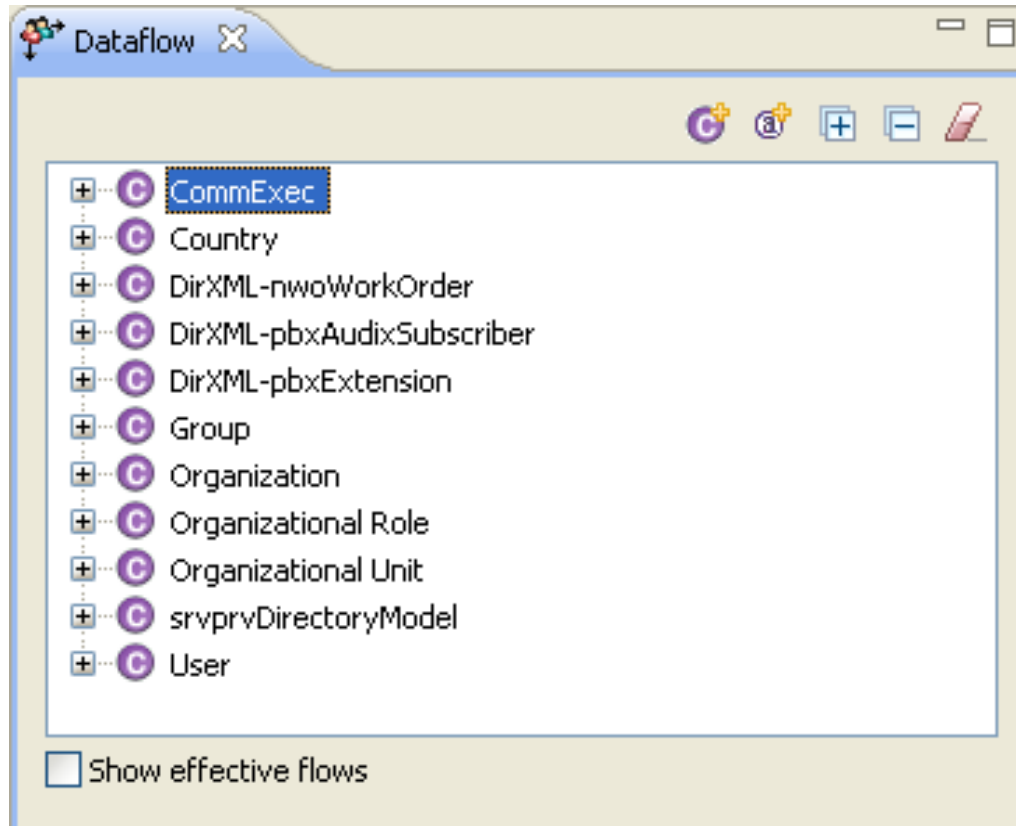 Dataflow
CommExec
Country
DirXML-nwoWorkOrder
DirXML-pbxAudixSubscriber
DirXML-pbxExtension
Group
Organization
Organizational Role
Organizational Unit
srvprvDirectoryModel
User
Show effective flows